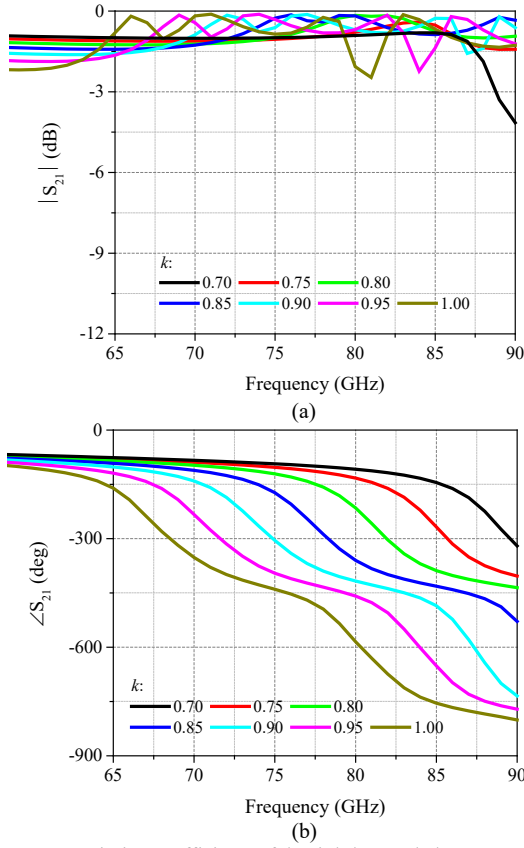 0
-3
-6
-9
-12
|S21| (dB)
k:
0.70 0.75 0.80
0.85 0.90 0.95 1.00
65 70 75 80 85 90
Frequency (GHz)
(a)
0
-300
-600
-900
∠S21 (deg)
k:
0.70 0.75 0.80
0.85 0.90 0.95 1.00
65 70 75 80 85 90
Frequency (GHz)
(b)